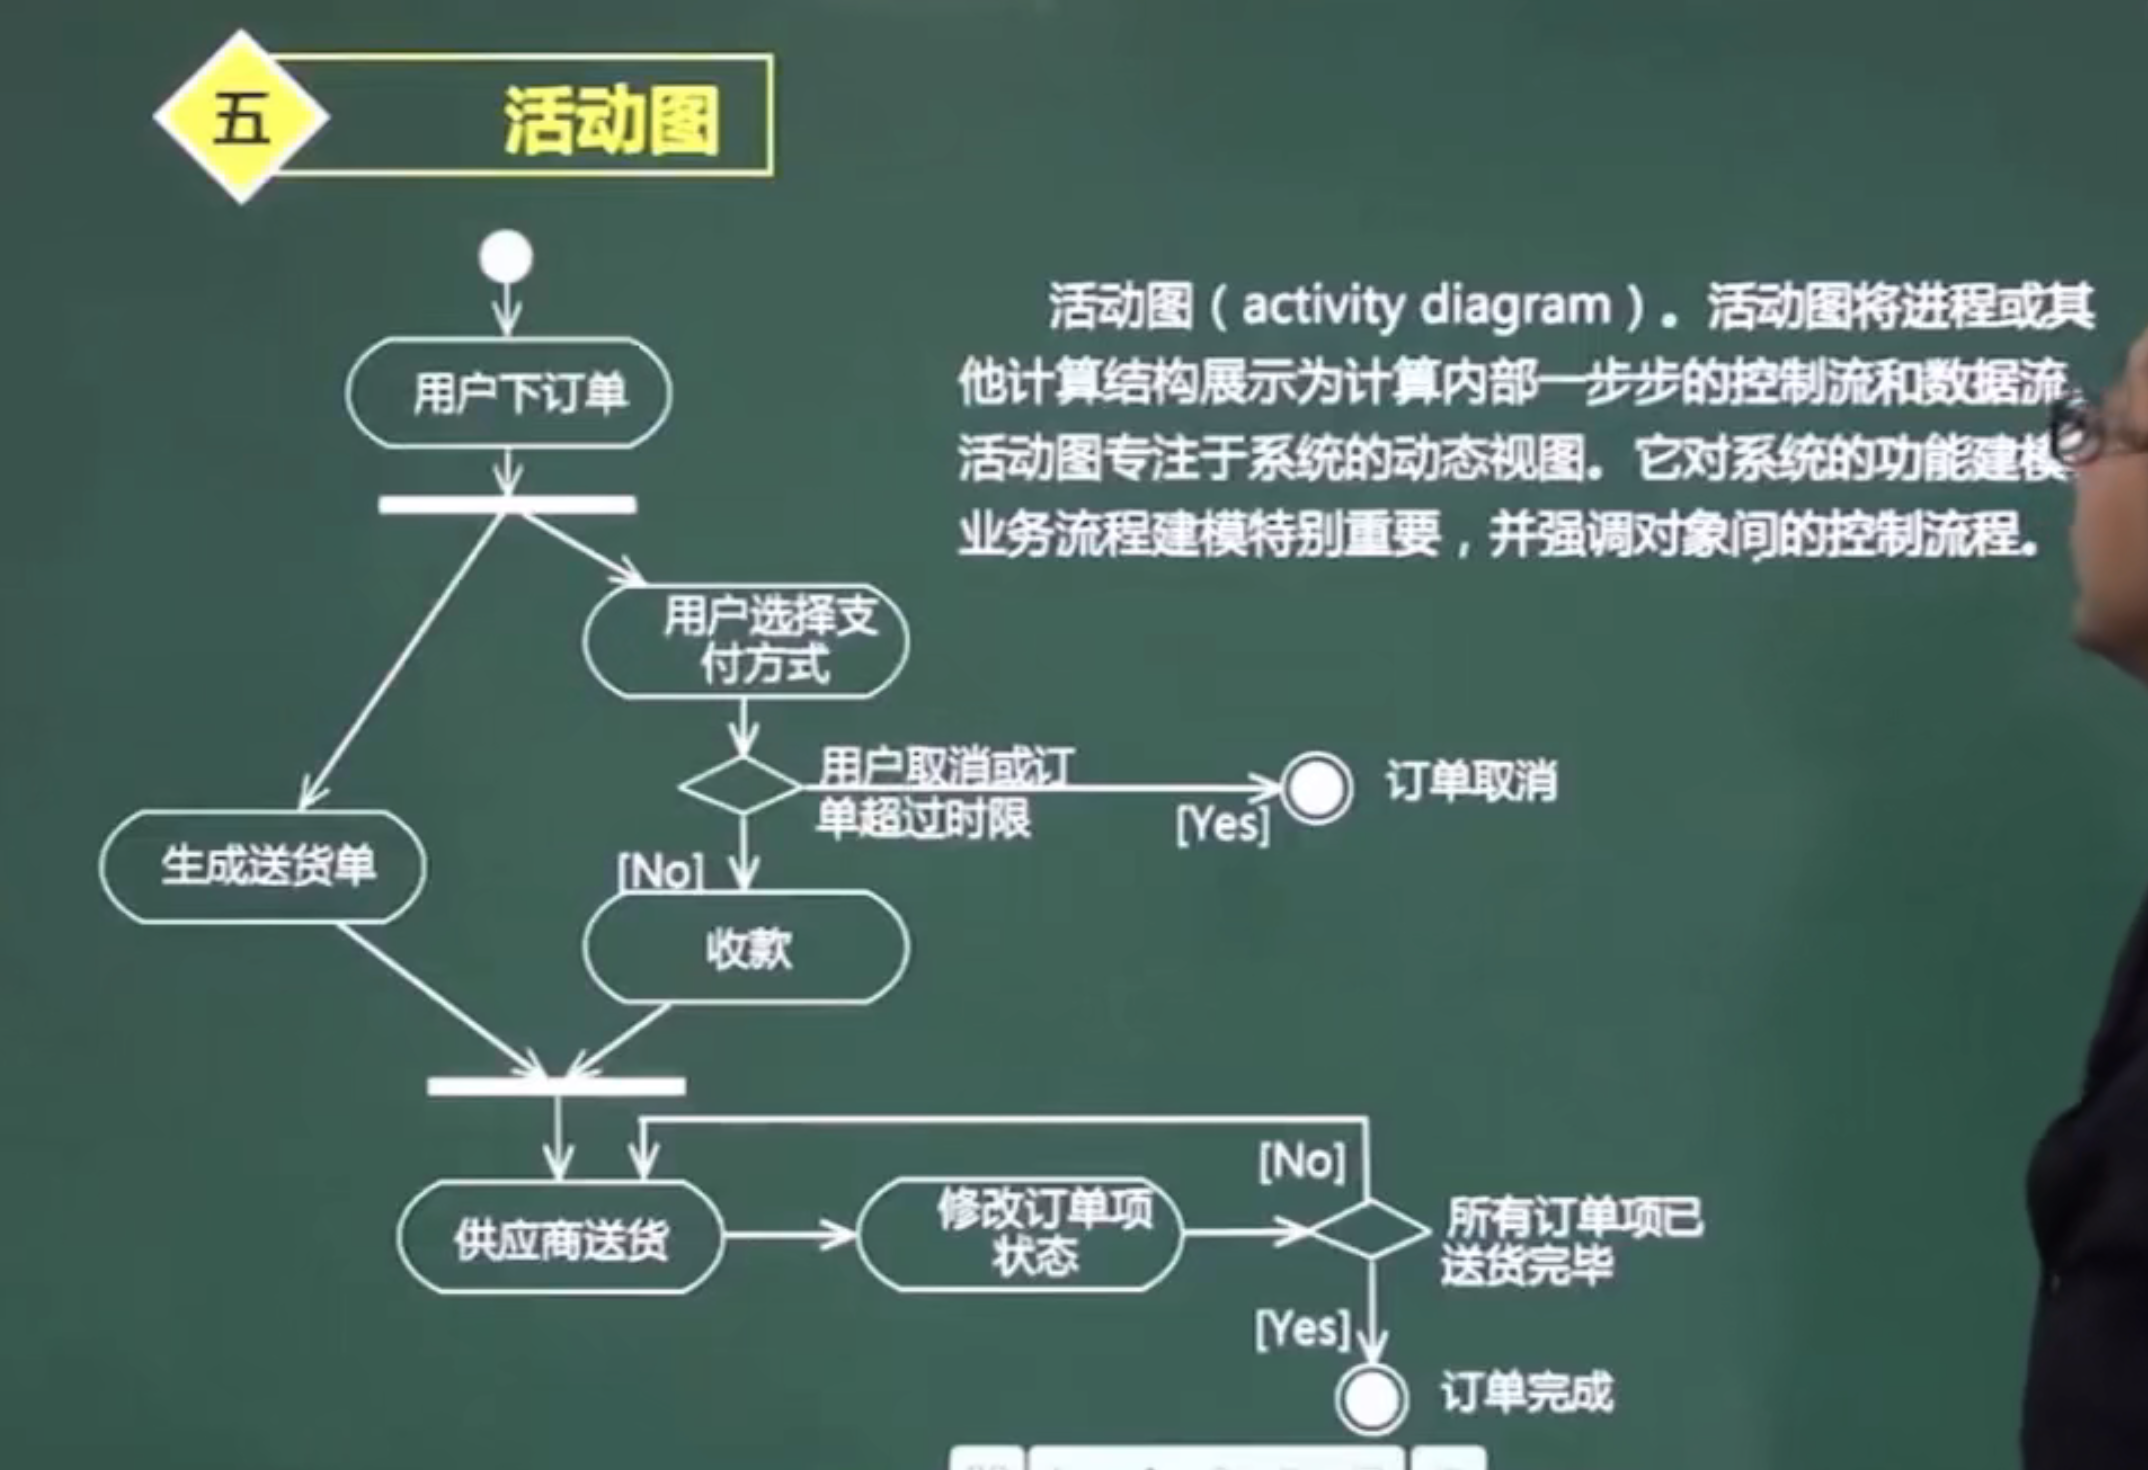 五
活动图
活动图（activity diagram）。活动图将进程或其
他计算结构展示为计算内部一步步的控制流和数据流
活动图专注于系统的动态视图。它对系统的功能建模
业务流程建模特别重要，并强调对象间的控制流程。
用户下订单
用户选择支
付方式
用户取消或订
单超过时限
[Yes]
订单取消
生成送货单
[No]
收款
供应商送货
修改订单项
状态
[No]
所有订单项已
送货完毕
[Yes]
订单完成